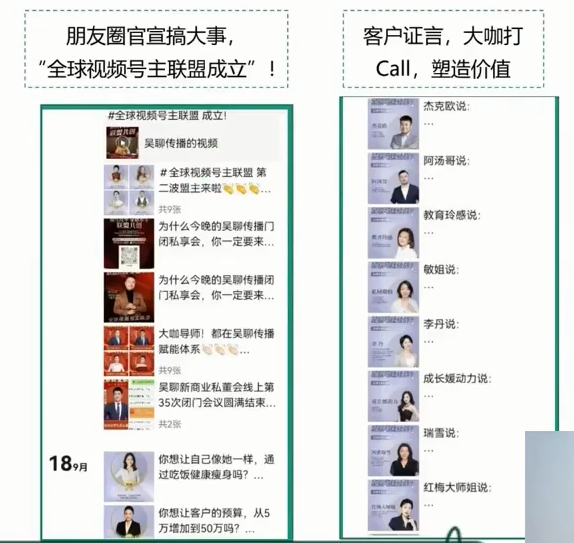 朋友圈官宣搞大事，
“全球视频号主联盟成立”！
#全球视频号主联盟 成立!
吴聊传播的视频
#全球视频号主联盟 第
二波盟主来啦👏👏👏...
共9张
为什么今晚的吴聊传播门
闭私享会，你一定要来...
为什么今晚的吴聊传播闭
门私享会，你一定要来...
大咖导师！都在吴聊传播
赋能体系👏🏻👏🏻👏🏻...
共9张
吴聊新商业私董会线上第
35次闭门会议圆满结束...
共2张
18 9月
你想让自己像她一样，通
过吃饭健康瘦身吗？...
你想让客户的预算，从5
万增加到50万吗？...
客户证言，大咖打
Call，塑造价值
杰克欧说：
...
阿汤哥说：
...
教育玲感说：
...
敏姐说：
...
李丹说：
...
成长媛动力说：
...
瑞雪说：
...
红梅大师姐说：
...